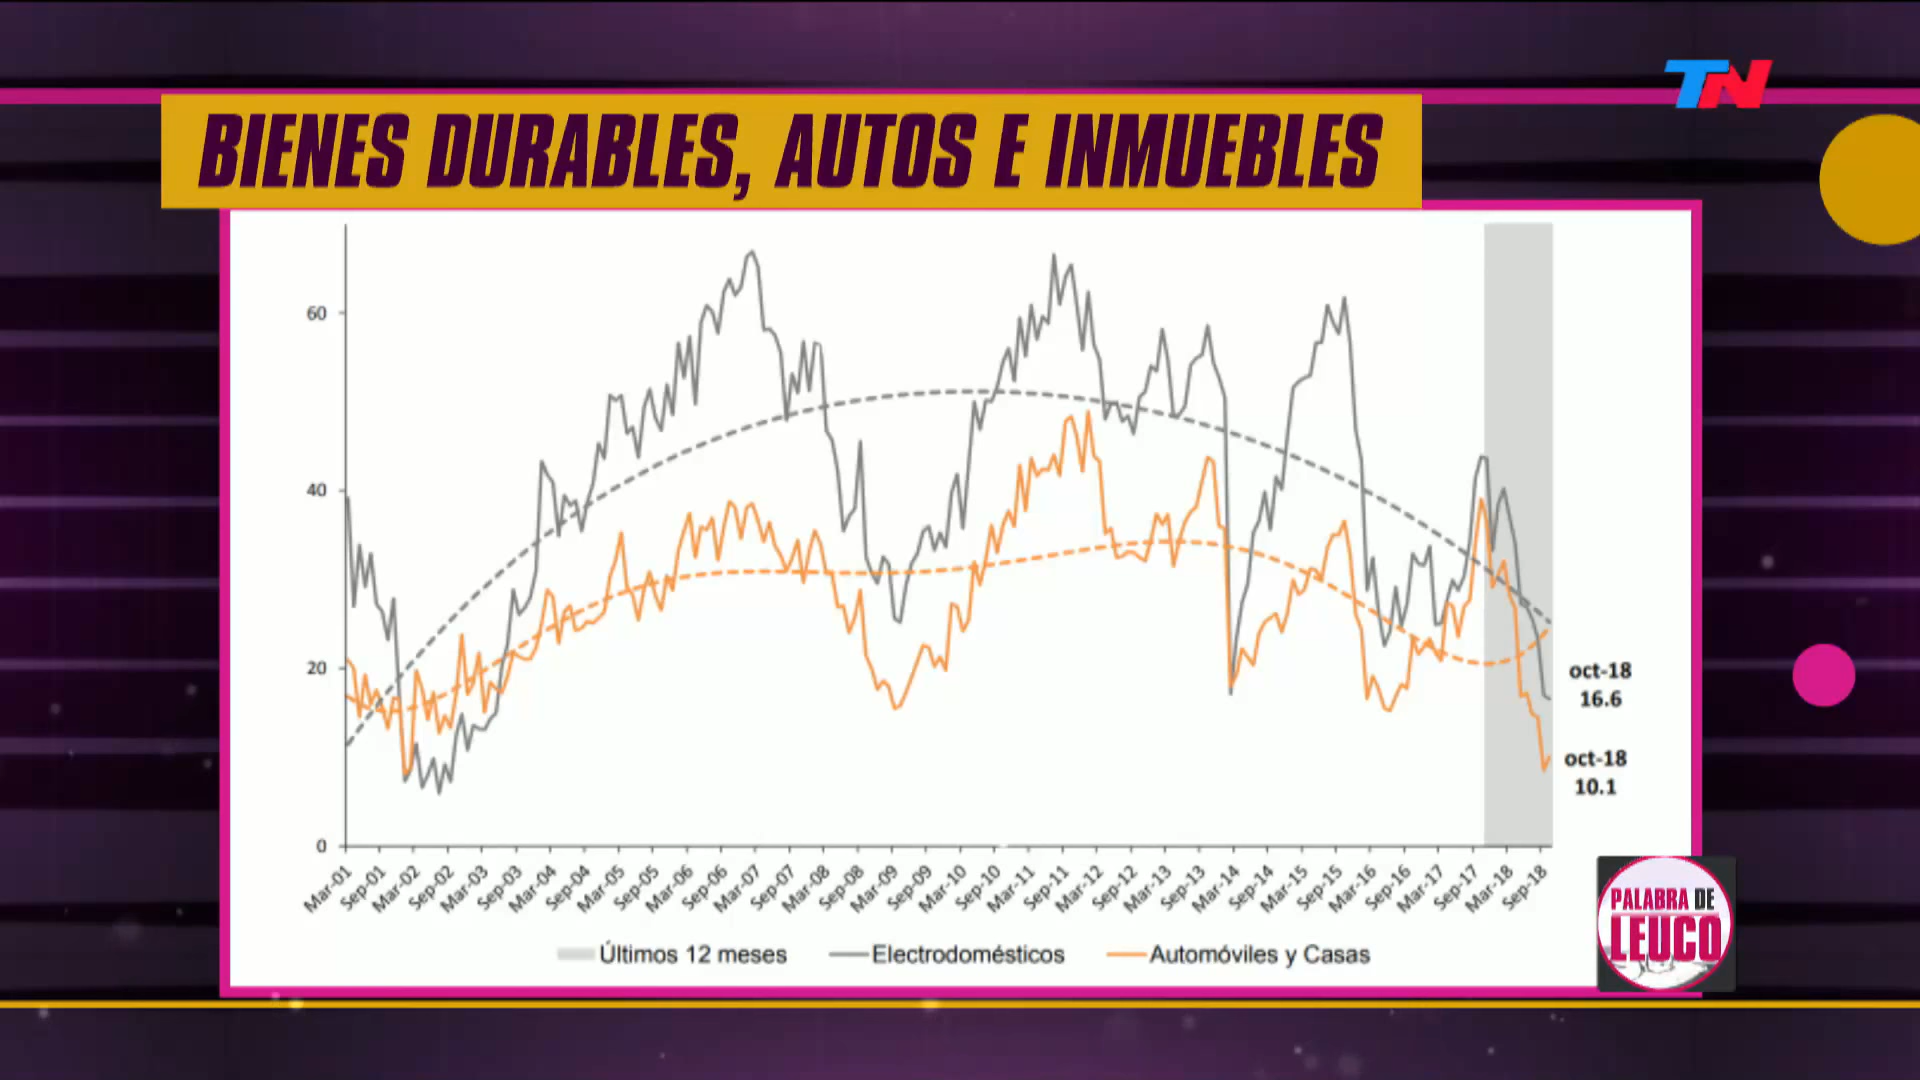 TN
BIENES DURABLES, AUTOS E INMUEBLES
60
40
20
0
oct-18
16.6
oct-18
10.1
Mar-01 Sep-01 Mar-02 Sep-02 Mar-03 Sep-03 Mar-04 Sep-04 Mar-05 Sep-05 Mar-06 Sep-06 Mar-07 Sep-07 Mar-08 Sep-08 Mar-09 Sep-09 Mar-10 Sep-10 Mar-11 Sep-11 Mar-12 Sep-12 Mar-13 Sep-13 Mar-14 Sep-14 Mar-15 Sep-15 Mar-16 Sep-16 Mar-17 Sep-17 Mar-18 Sep-18
Últimos 12 meses Electrodomésticos Automóviles y Casas
PALABRA DE
LEUCO